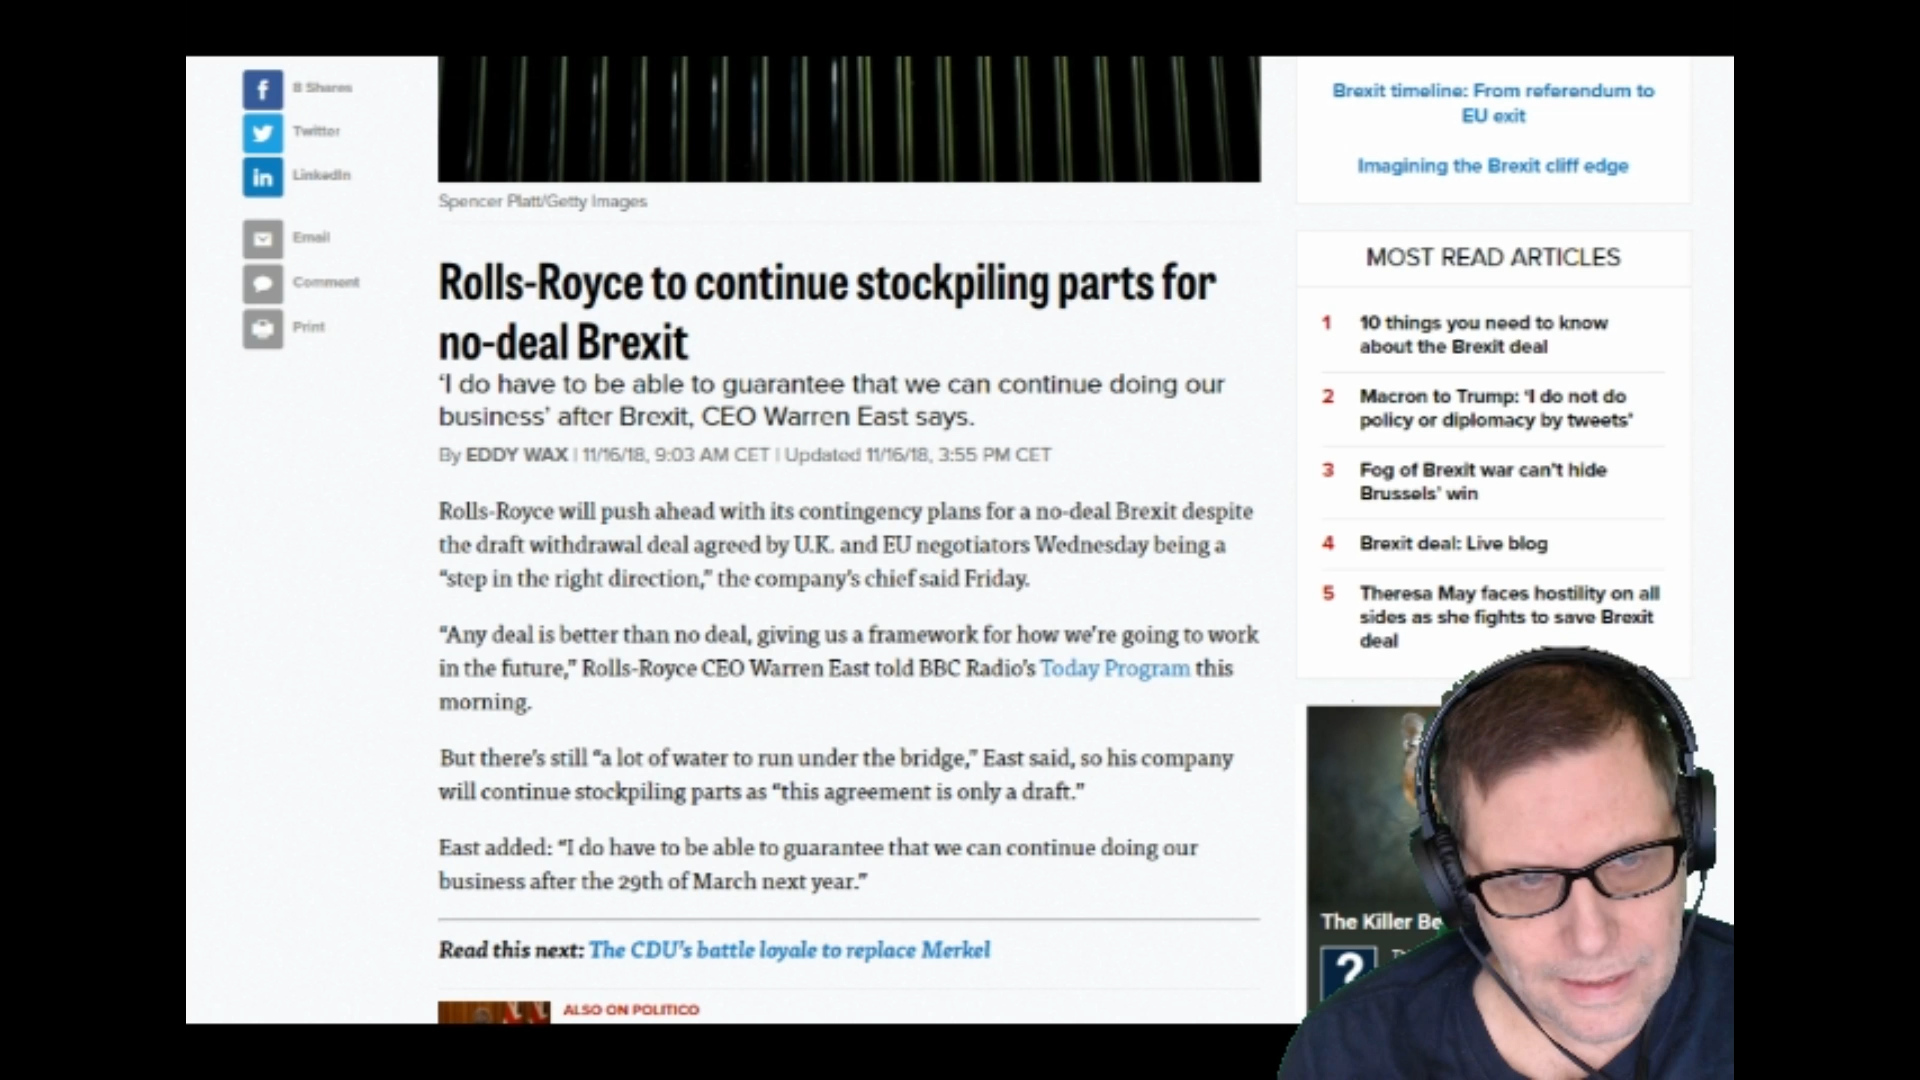 8 Shares
Twitter
LinkedIn
Email
Comment
Print
Spencer Platt/Getty Images
Rolls-Royce to continue stockpiling parts for
no-deal Brexit
‘I do have to be able to guarantee that we can continue doing our
business’ after Brexit, CEO Warren East says.
By EDDY WAX | 11/16/18, 9:03 AM CET | Updated 11/16/18, 3:55 PM CET
Rolls-Royce will push ahead with its contingency plans for a no-deal Brexit despite
the draft withdrawal deal agreed by U.K. and EU negotiators Wednesday being a
“step in the right direction,” the company’s chief said Friday.
“Any deal is better than no deal, giving us a framework for how we’re going to work
in the future,” Rolls-Royce CEO Warren East told BBC Radio’s Today Program this
morning.
But there’s still “a lot of water to run under the bridge,” East said, so his company
will continue stockpiling parts as “this agreement is only a draft.”
East added: “I do have to be able to guarantee that we can continue doing our
business after the 29th of March next year.”
Read this next: The CDU’s battle loyale to replace Merkel
ALSO ON POLITICO
Brexit timeline: From referendum to
EU exit
Imagining the Brexit cliff edge
MOST READ ARTICLES
1 10 things you need to know
about the Brexit deal
2 Macron to Trump: ‘I do not do
policy or diplomacy by tweets’
3 Fog of Brexit war can’t hide
Brussels’ win
4 Brexit deal: Live blog
5 Theresa May faces hostility on all
sides as she fights to save Brexit
deal
The Killer Be
?